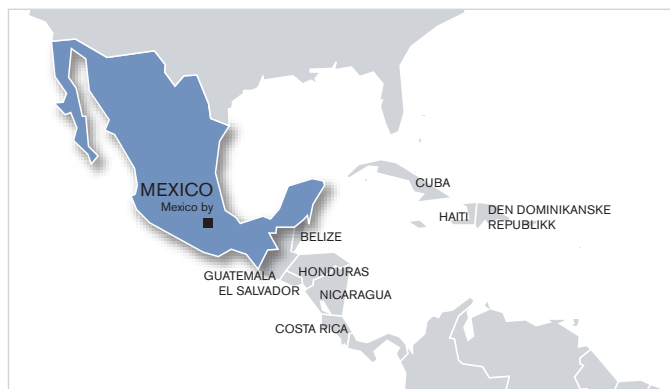 MEXICO
Mexico by
CUBA
HAITI
DEN DOMINIKANSKE
REPUBLIKK
BELIZE
GUATEMALA
HONDURAS
EL SALVADOR
NICARAGUA
COSTA RICA